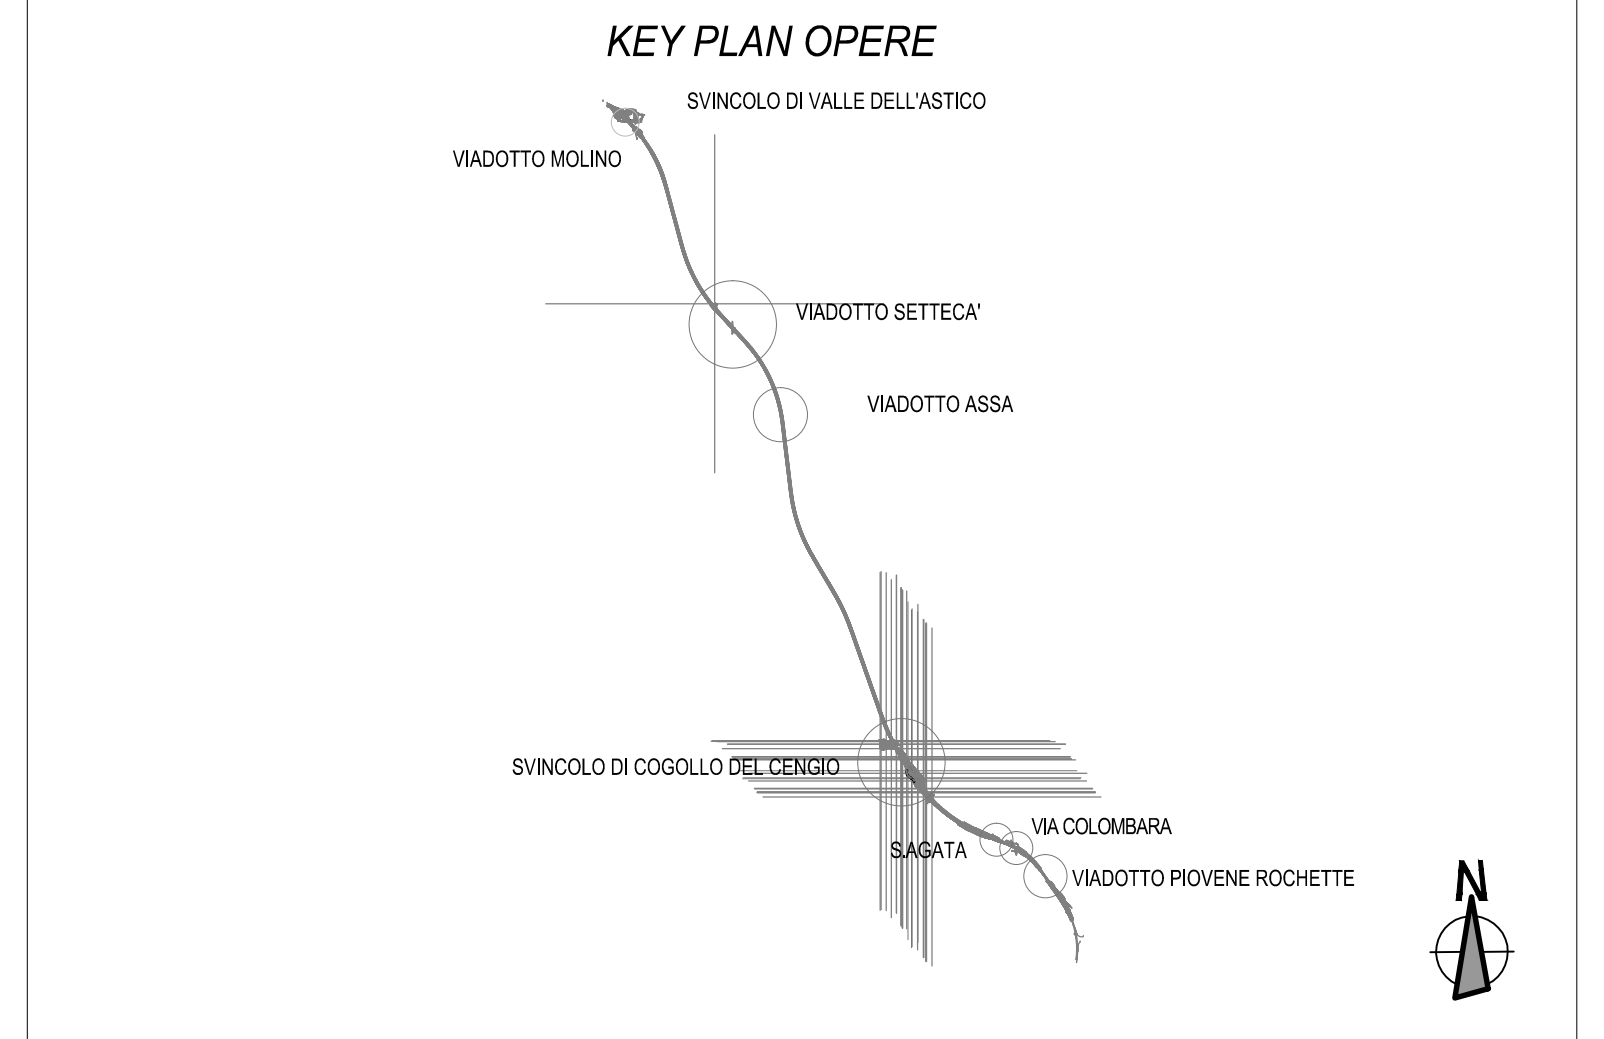 KEY PLAN OPERE
SVINCOLO DI VALLE DELL'ASTICO
VIADOTTO MOLINO
VIADOTTO SETTECA'
VIADOTTO ASSA
SVINCOLO DI COGOLLO DEL CENGIO
VIA COLOMBARA
S.AGATA
VIADOTTO PIOVENE ROCHETTE
N